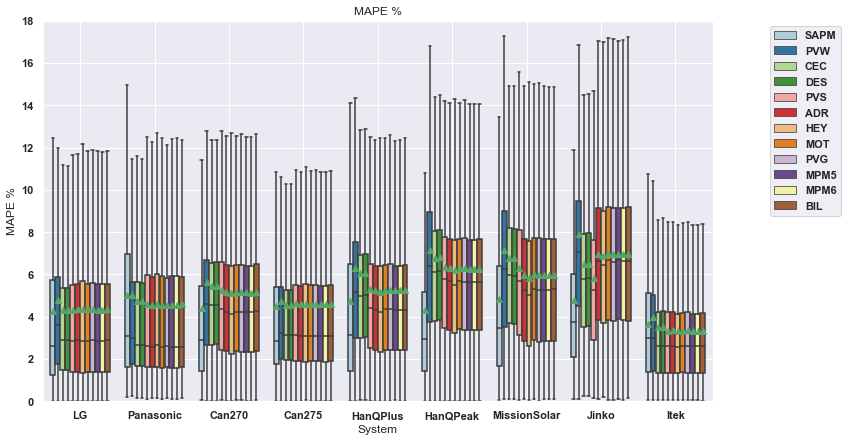 MAPE %
MAPE %
18
16
14
12
10
8
6
4
2
0
LG Panasonic Can270 Can275 HanQPlus HanQPeak MissionSolar Jinko Itek
System
SAPM
PVW
CEC
DES
PVS
ADR
HEY
MOT
PVG
MPM5
MPM6
BIL